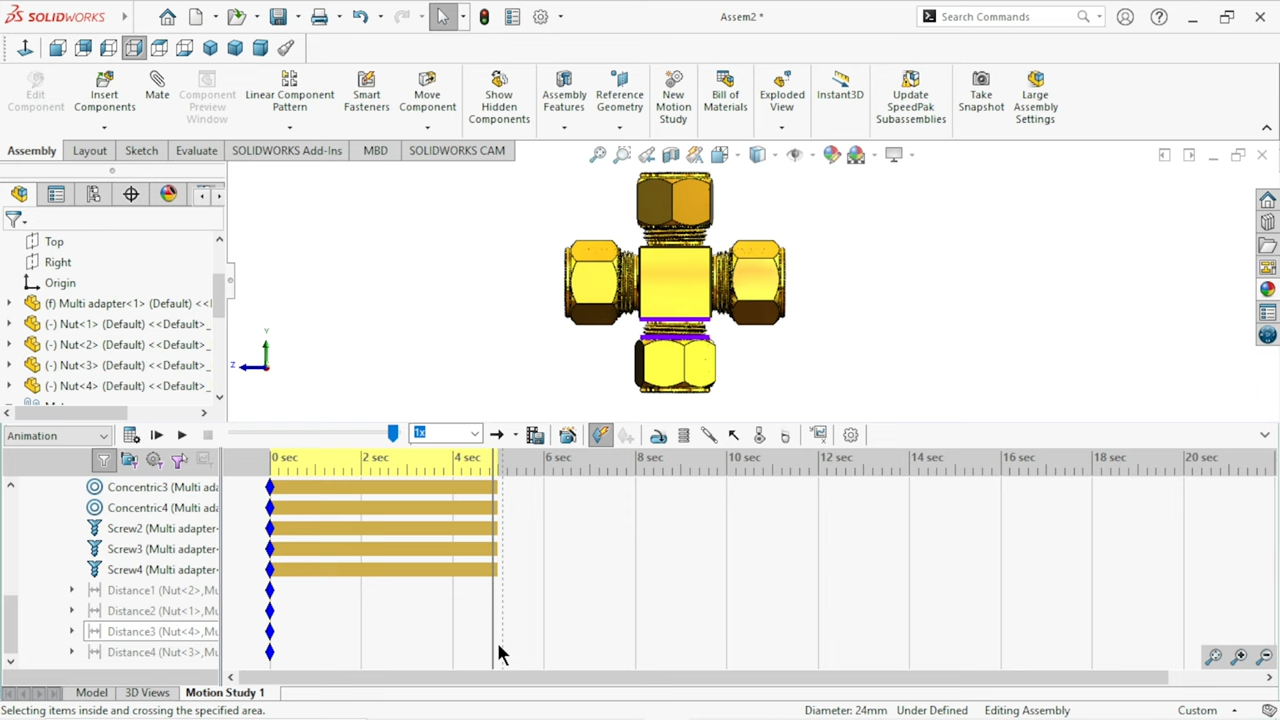 SOLIDWORKS
Assem2 *
Search Commands
Edit Component
Insert Components
Mate
Component Preview Window
Linear Component Pattern
Smart Fasteners
Move Component
Show Hidden Components
Assembly Features
Reference Geometry
New Motion Study
Bill of Materials
Exploded View
Instant3D
Update SpeedPak Subassemblies
Take Snapshot
Large Assembly Settings
Assembly
Layout
Sketch
Evaluate
SOLIDWORKS Add-Ins
MBD
SOLIDWORKS CAM
Top
Right
Origin
(f) Multi adapter<1> (Default) <<
(-) Nut<1> (Default) <<Default>_
(-) Nut<2> (Default) <<Default>_
(-) Nut<3> (Default) <<Default>_
(-) Nut<4> (Default) <<Default>_
Y
Z
Animation
1x
0 sec
2 sec
4 sec
6 sec
8 sec
10 sec
12 sec
14 sec
16 sec
18 sec
20 sec
Concentric3 (Multi ada
Concentric4 (Multi ada
Screw2 (Multi adapter
Screw3 (Multi adapter
Screw4 (Multi adapter
Distance1 (Nut<2>,Mu
Distance2 (Nut<1>,Mu
Distance3 (Nut<4>,Mu
Distance4 (Nut<3>,Mu
Model
3D Views
Motion Study 1
Selecting items inside and crossing the specified area.
Diameter: 24mm
Under Defined
Editing Assembly
Custom